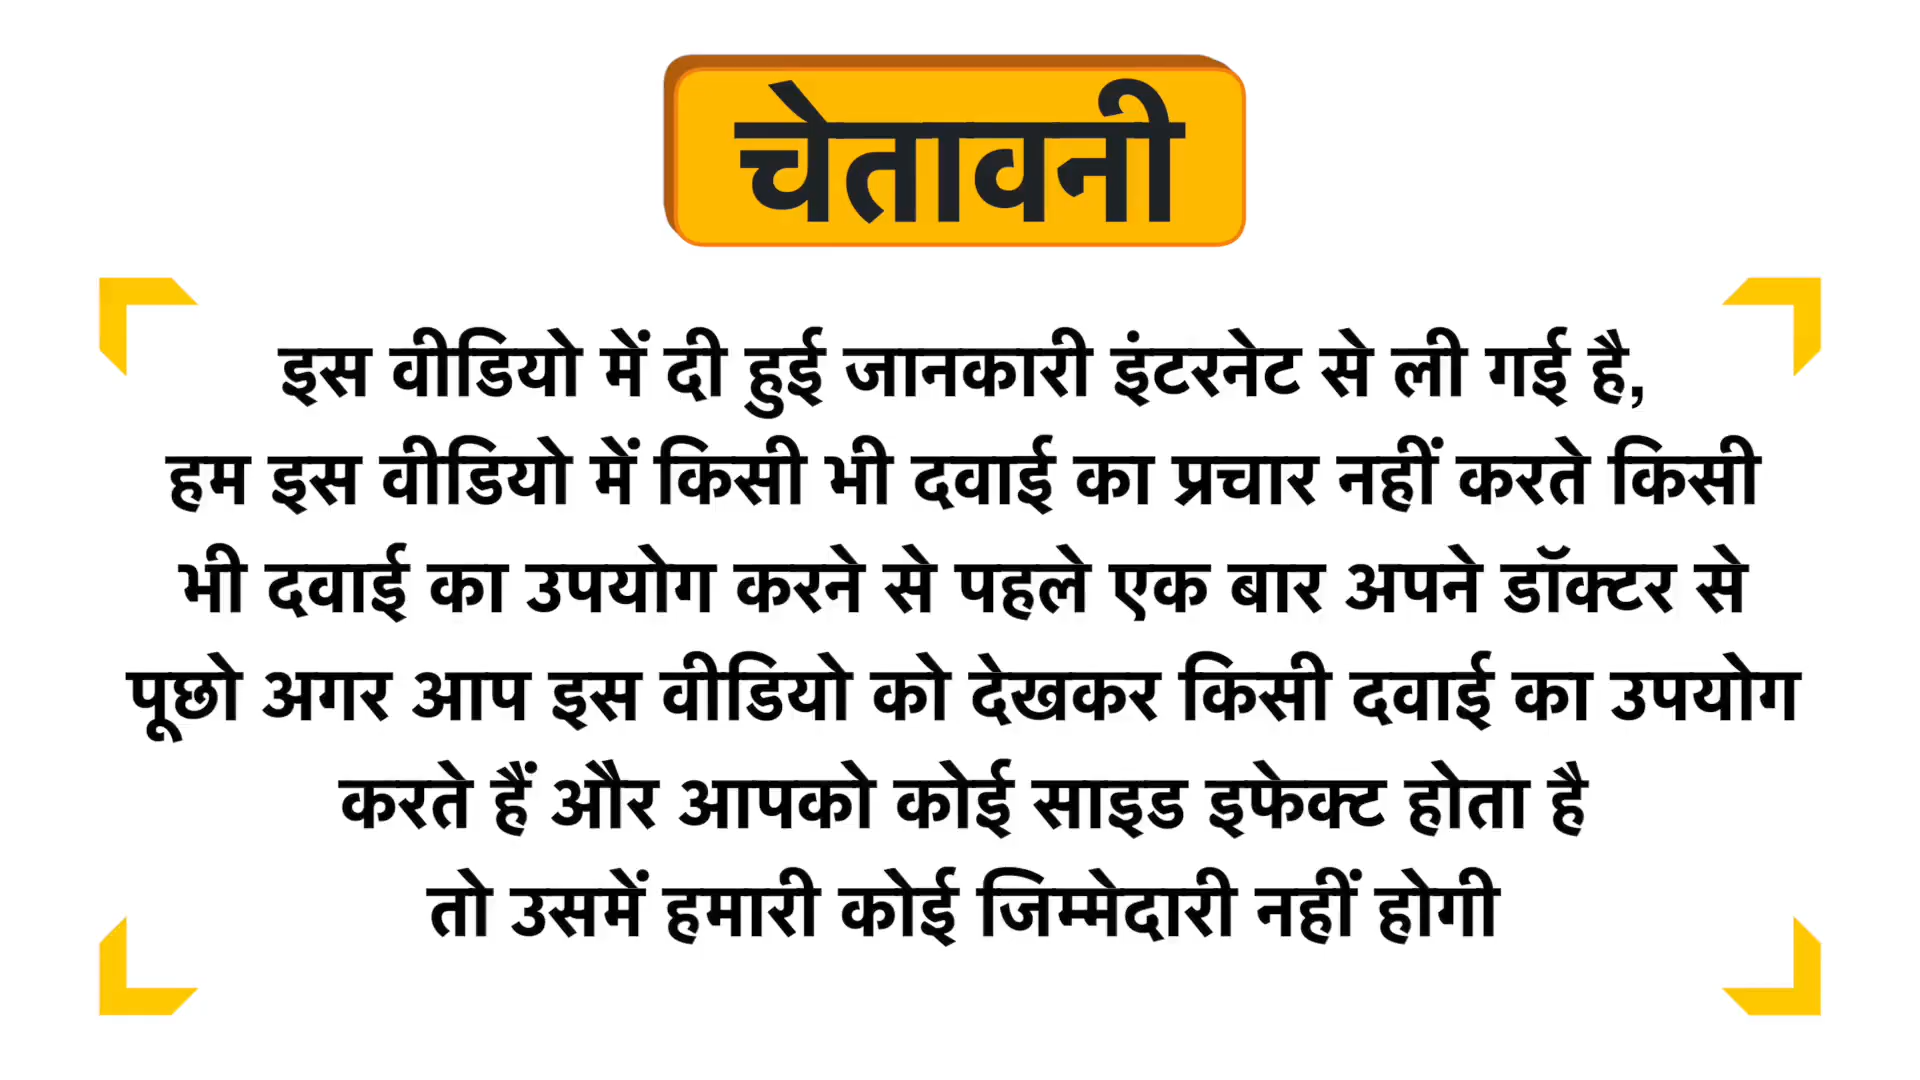 चेतावनी
इस वीडियो में दी हुई जानकारी इंटरनेट से ली गई है,
हम इस वीडियो में किसी भी दवाई का प्रचार नहीं करते किसी
भी दवाई का उपयोग करने से पहले एक बार अपने डॉक्टर से
पूछो अगर आप इस वीडियो को देखकर किसी दवाई का उपयोग
करते हैं और आपको कोई साइड इफेक्ट होता है
तो उसमें हमारी कोई जिम्मेदारी नहीं होगी